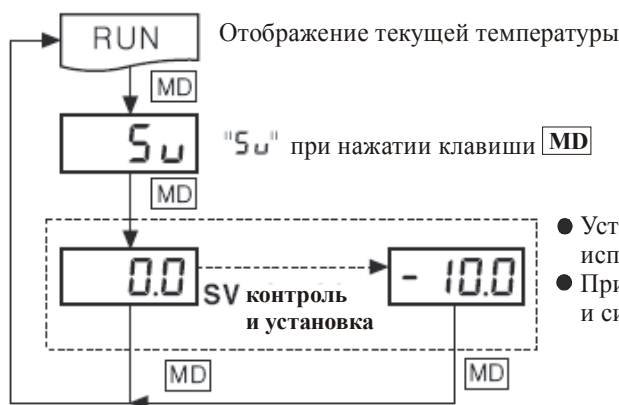 RUN Отображение текущей температуры
MD
Su "Su" при нажатии клавиши MD
MD
● Уст
исп
● При
и си
0.0 - 10.0
SV контроль
и установка
MD MD